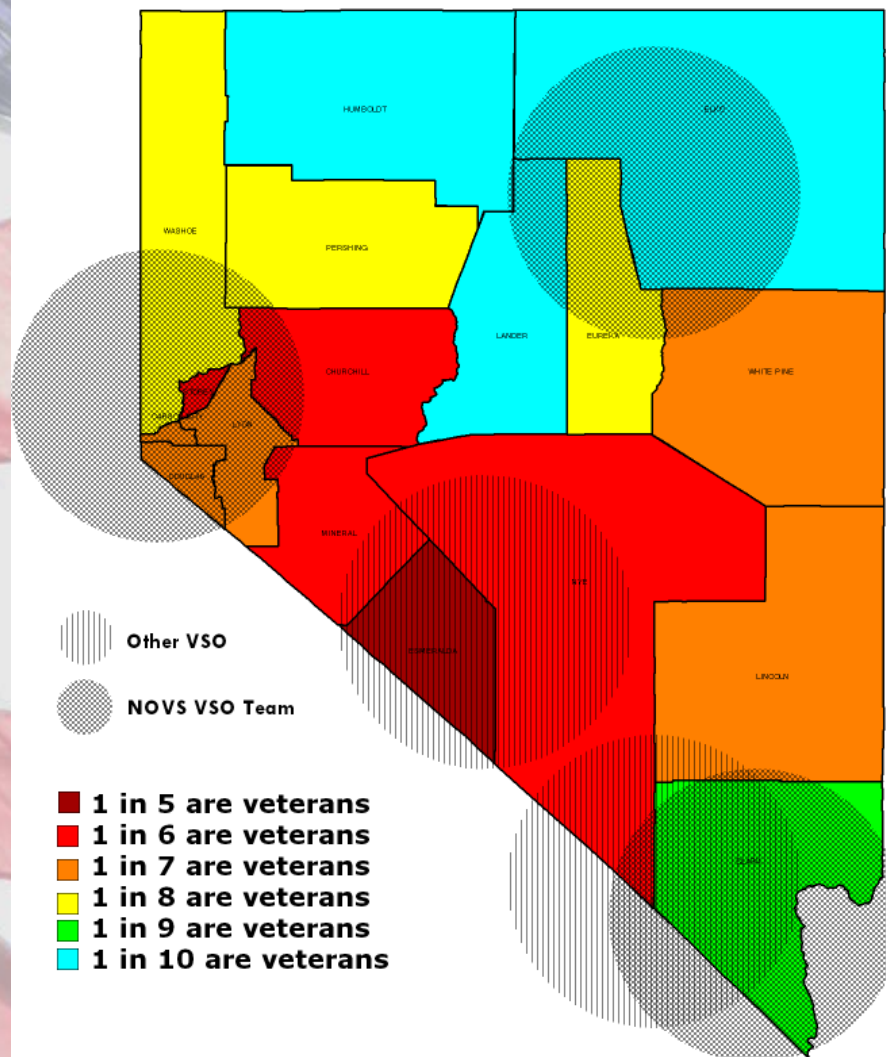 HUMBOLDT
ELKO
WASHOE
PERSHING
LANDER
EUREKA
WHITE PINE
CHURCHILL
STOREY
LYON
DOUGLAS
MINERAL
NYE
ESMERALDA
LINCOLN
CLARK
Other VSO
NOVS VSO Team
1 in 5 are veterans
1 in 6 are veterans
1 in 7 are veterans
1 in 8 are veterans
1 in 9 are veterans
1 in 10 are veterans